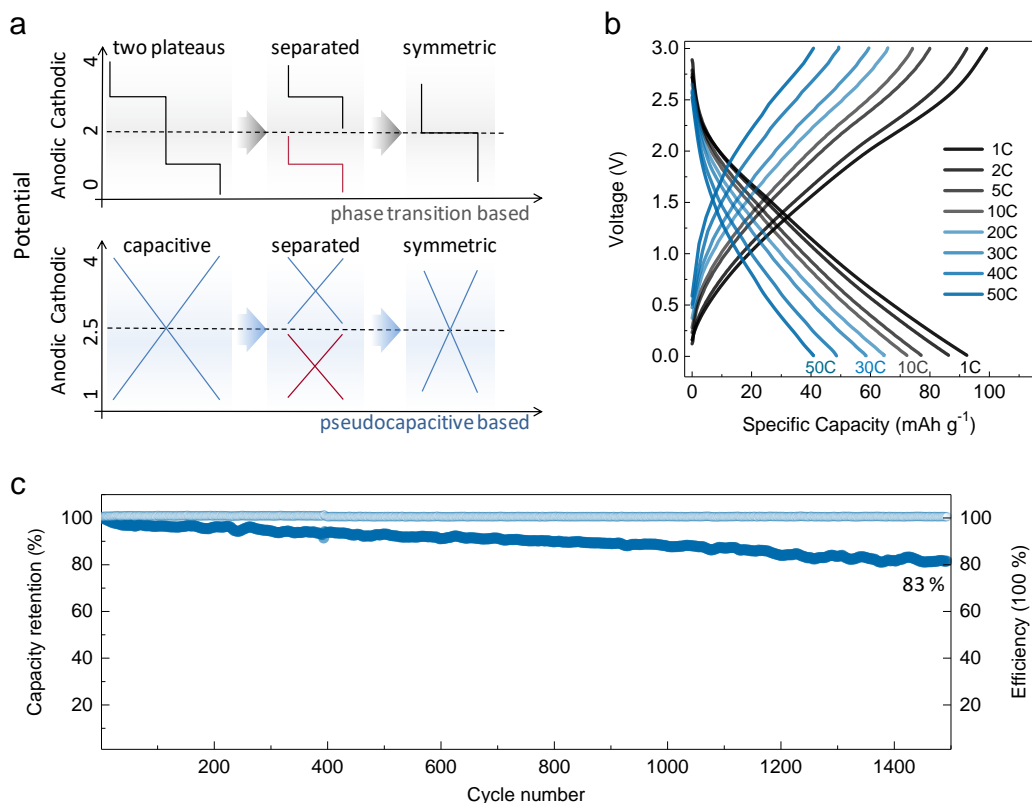 a
Potential
Anodic Cathodic
4
2
0
two plateaus
separated
symmetric
phase transition based
Anodic Cathodic
4
2.5
1
capacitive
separated
symmetric
pseudocapacitive based
b
Voltage (V)
3.0
2.5
2.0
1.5
1.0
0.5
0.0
1C
2C
5C
10C
20C
30C
40C
50C
50C 30C 10C 1C
0 20 40 60 80 100
Specific Capacity (mAh g-1)
c
Capacity retention (%)
100
80
60
40
20
83 %
100
80
60
40
20
Efficiency (100 %)
200 400 600 800 1000 1200 1400
Cycle number